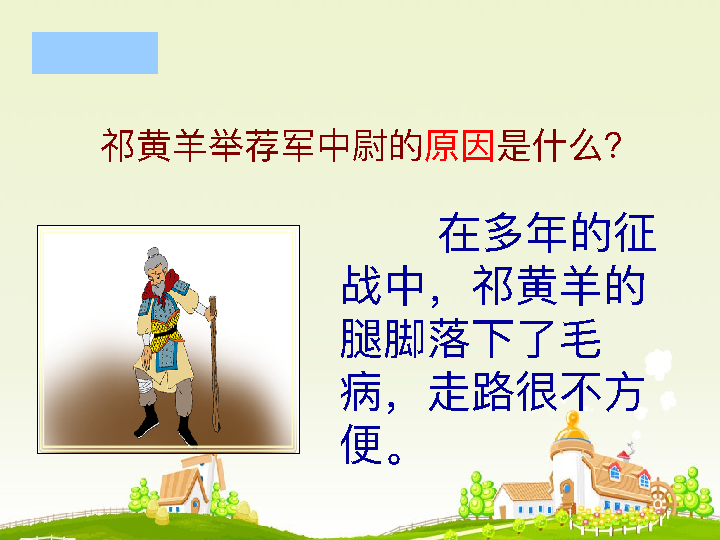 祁黄羊举荐军中尉的原因是什么?
在多年的征
战中，祁黄羊的
腿脚落下了毛
病，走路很不方
便。